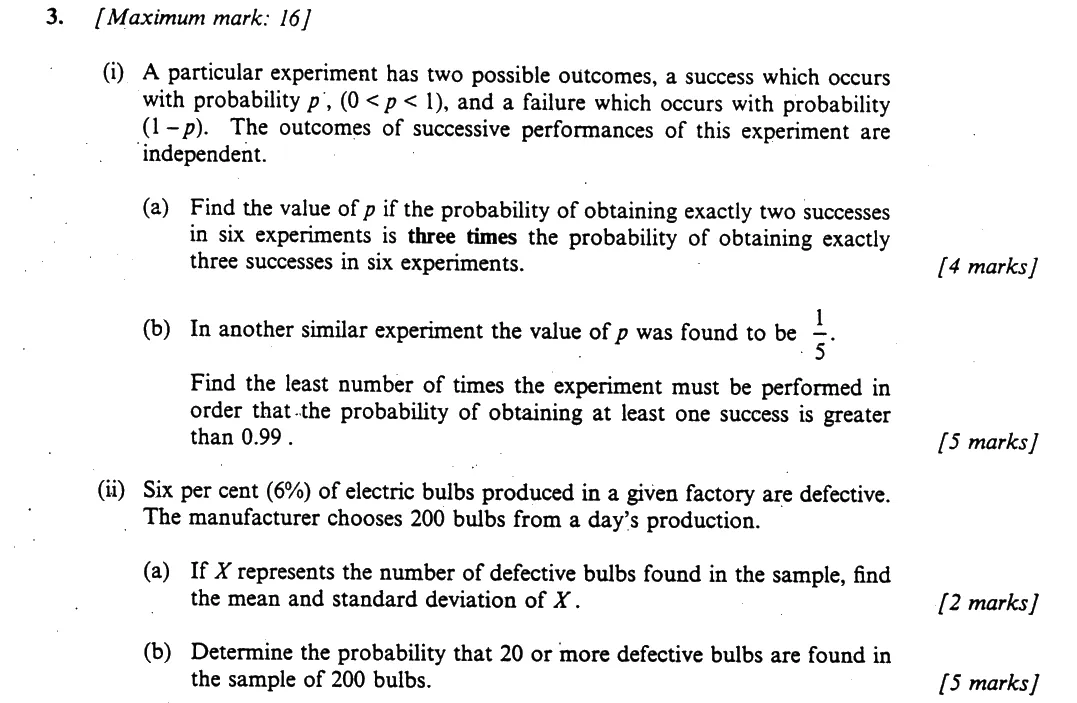 3. [Maximum mark: 16]
(i) A particular experiment has two possible outcomes, a success which occurs
with probability p, (0 < p < 1), and a failure which occurs with probability
(1 – p). The outcomes of successive performances of this experiment are
independent.
(a) Find the value of p if the probability of obtaining exactly two successes
in six experiments is three times the probability of obtaining exactly
three successes in six experiments. [4 marks]
(b) In another similar experiment the value of p was found to be 1/5.
Find the least number of times the experiment must be performed in
order that the probability of obtaining at least one success is greater
than 0.99 . [5 marks]
(ii) Six per cent (6%) of electric bulbs produced in a given factory are defective.
The manufacturer chooses 200 bulbs from a day's production.
(a) If X represents the number of defective bulbs found in the sample, find
the mean and standard deviation of X . [2 marks]
(b) Determine the probability that 20 or more defective bulbs are found in
the sample of 200 bulbs. [5 marks]